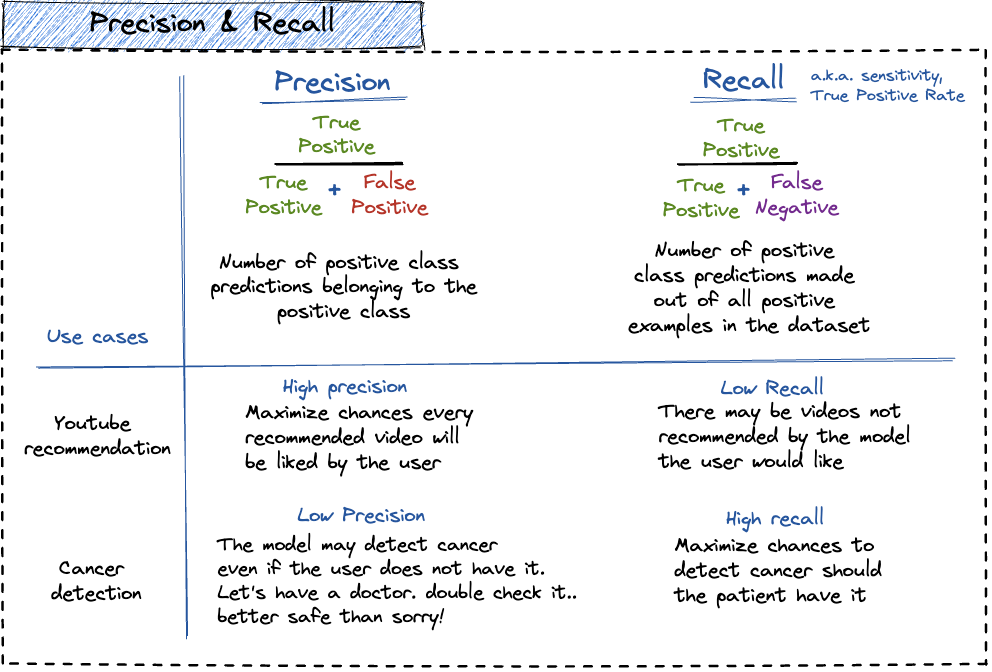 Precision & Recall
Precision
True
Positive
True
Positive
+
False
Positive
Number of positive class
predictions belonging to the
positive class
Recall
a.k.a. sensitivity,
True Positive Rate
True
Positive
True
Positive
+
False
Negative
Number of positive
class predictions made
out of all positive
examples in the dataset
Use cases
Youtube
recommendation
High precision
Maximize chances every
recommended video will
be liked by the user
Low Recall
There may be videos not
recommended by the model
the user would like
Cancer
detection
Low Precision
The model may detect cancer
even if the user does not have it.
Let's have a doctor. double check it..
better safe than sorry!
High recall
Maximize chances to
detect cancer should
the patient have it